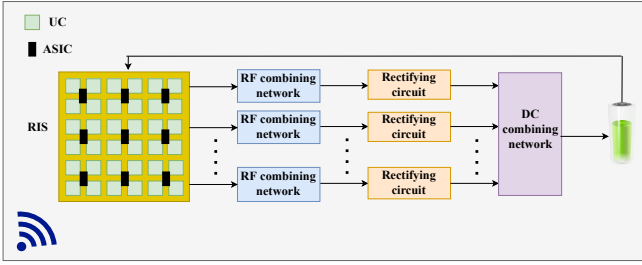 UC
ASIC
RIS
RF combining
network
Rectifying
circuit
RF combining
network
Rectifying
circuit
RF combining
network
Rectifying
circuit
DC
combining
network